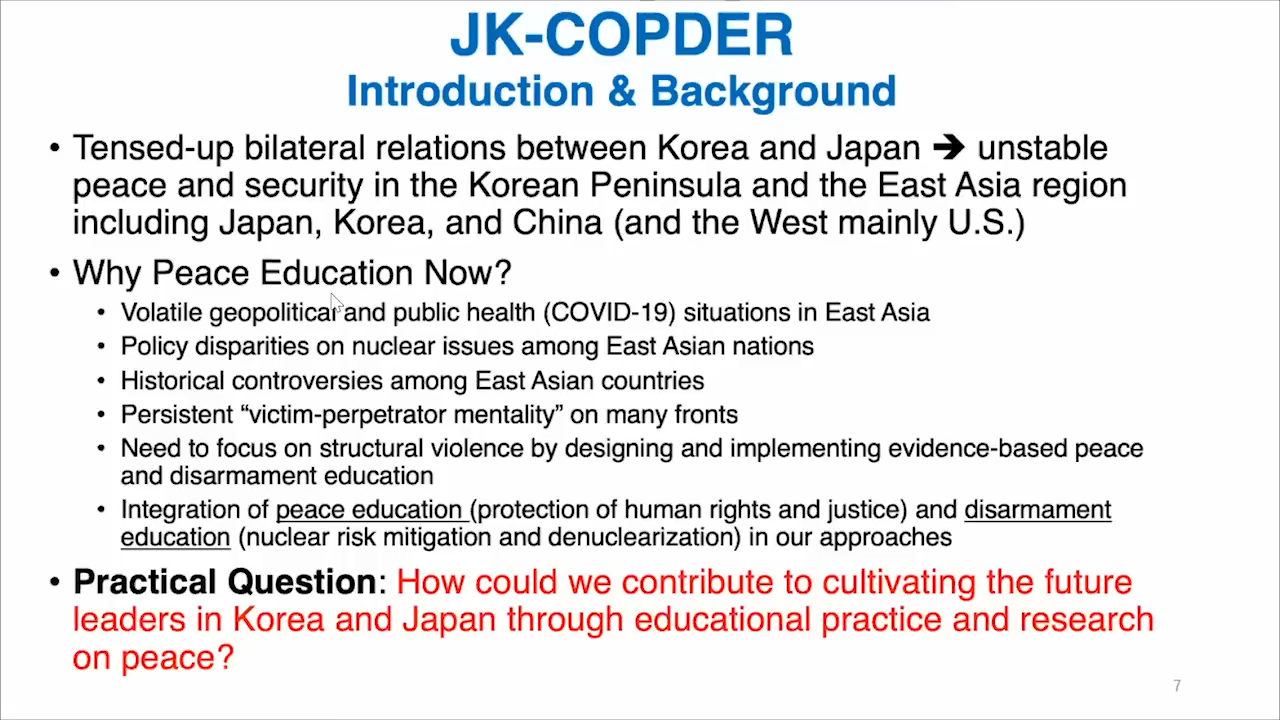 JK-COPDER
Introduction & Background
• Tensed-up bilateral relations between Korea and Japan ➔ unstable
peace and security in the Korean Peninsula and the East Asia region
including Japan, Korea, and China (and the West mainly U.S.)
• Why Peace Education Now?
• Volatile geopolitical and public health (COVID-19) situations in East Asia
• Policy disparities on nuclear issues among East Asian nations
• Historical controversies among East Asian countries
• Persistent “victim-perpetrator mentality” on many fronts
• Need to focus on structural violence by designing and implementing evidence-based peace
and disarmament education
• Integration of peace education (protection of human rights and justice) and disarmament
education (nuclear risk mitigation and denuclearization) in our approaches
• Practical Question: How could we contribute to cultivating the future
leaders in Korea and Japan through educational practice and research
on peace?
7